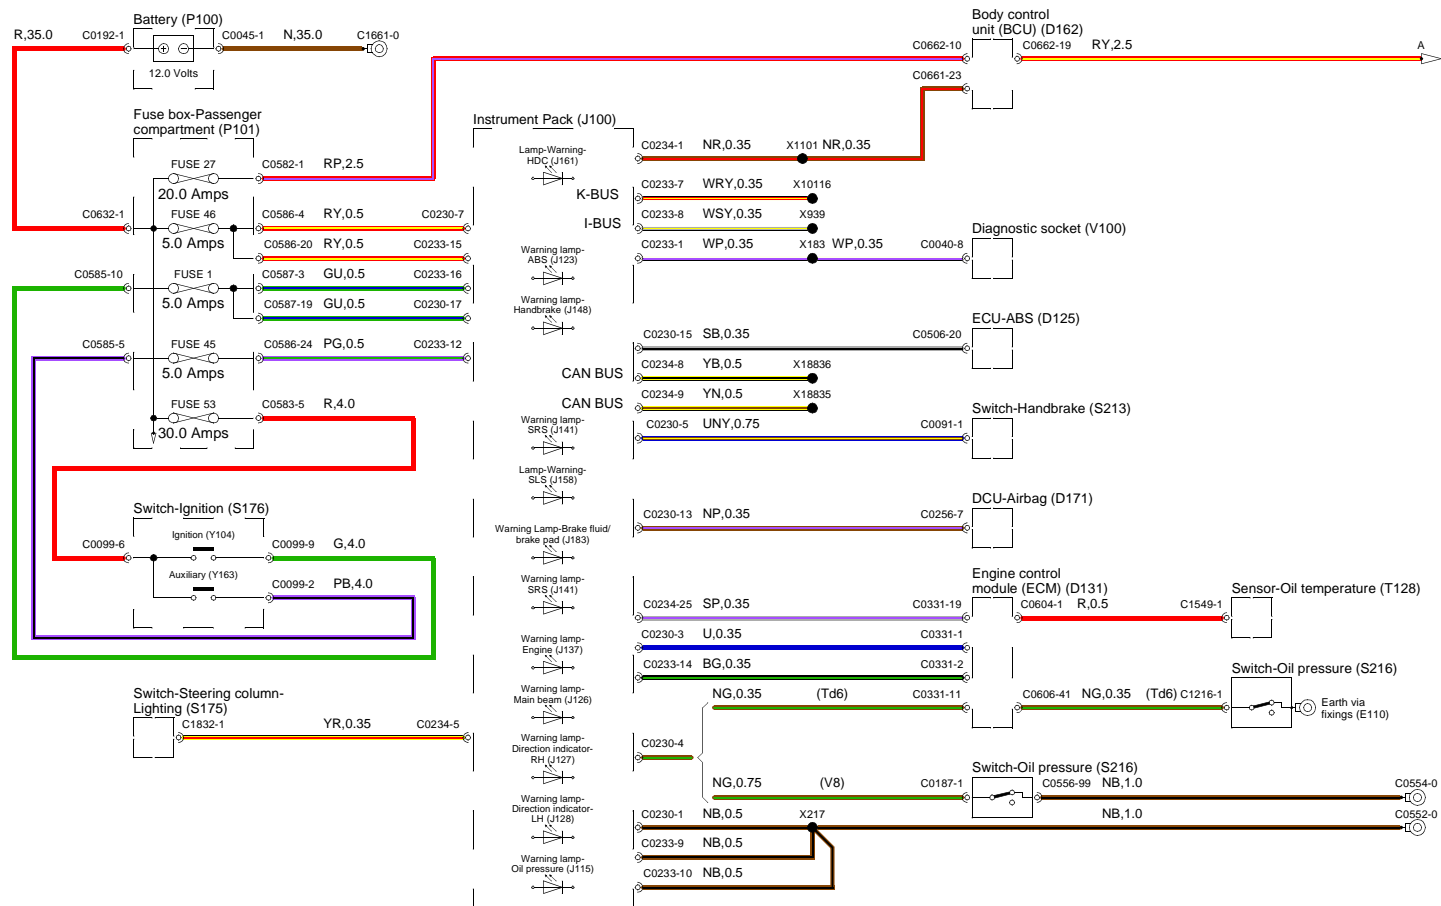 Battery (P100)
R,35.0
C0192-1
C0045-1
N,35.0
C1661-0
12.0 Volts
Body control
unit (BCU) (D162)
C0662-10
C0662-19
RY,2.5
A
C0661-23
Fuse box-Passenger
compartment (P101)
FUSE 27
C0582-1
RP,2.5
20.0 Amps
C0632-1
FUSE 46
C0586-4
RY,0.5
C0230-7
5.0 Amps
C0586-20
RY,0.5
C0233-15
C0585-10
FUSE 1
C0587-3
GU,0.5
C0233-16
5.0 Amps
C0587-19
GU,0.5
C0230-17
C0585-5
FUSE 45
C0586-24
PG,0.5
C0233-12
5.0 Amps
FUSE 53
C0583-5
R,4.0
30.0 Amps
Switch-Ignition (S176)
Ignition (Y104)
C0099-6
C0099-9
G,4.0
Auxiliary (Y163)
C0099-2
PB,4.0
Switch-Steering column-
Lighting (S175)
C1832-1
YR,0.35
C0234-5
Instrument Pack (J100)
Lamp-Warning-
HDC (J161)
K-BUS
I-BUS
Warning lamp-
ABS (J123)
Warning lamp-
Handbrake (J148)
CAN BUS
CAN BUS
Warning lamp-
SRS (J141)
Lamp-Warning-
SLS (J158)
Warning Lamp-Brake fluid/
brake pad (J183)
Warning lamp-
SRS (J141)
Warning lamp-
Engine (J137)
Warning lamp-
Main beam (J126)
Warning lamp-
Direction indicator-
RH (J127)
Warning lamp-
Direction indicator-
LH (J128)
Warning lamp-
Oil pressure (J115)
C0234-1
NR,0.35
X1101
NR,0.35
C0233-7
WRY,0.35
X10116
C0233-8
WSY,0.35
X939
C0233-1
WP,0.35
X183
WP,0.35
C0040-8
Diagnostic socket (V100)
C0230-15
SB,0.35
C0506-20
ECU-ABS (D125)
C0234-8
YB,0.5
X18836
C0234-9
YN,0.5
X18835
C0230-5
UNY,0.75
C0091-1
Switch-Handbrake (S213)
C0230-13
NP,0.35
C0256-7
DCU-Airbag (D171)
Engine control
module (ECM) (D131)
C0234-25
SP,0.35
C0331-19
C0604-1
R,0.5
C1549-1
Sensor-Oil temperature (T128)
C0230-3
U,0.35
C0331-1
C0233-14
BG,0.35
C0331-2
NG,0.35
(Td6)
C0331-11
C0606-41
NG,0.35
(Td6)
C1216-1
Switch-Oil pressure (S216)
Earth via
fixings (E110)
C0230-4
Switch-Oil pressure (S216)
NG,0.75
(V8)
C0187-1
C0556-99
NB,1.0
C0554-0
C0230-1
NB,0.5
X217
NB,1.0
C0552-0
C0233-9
NB,0.5
C0233-10
NB,0.5